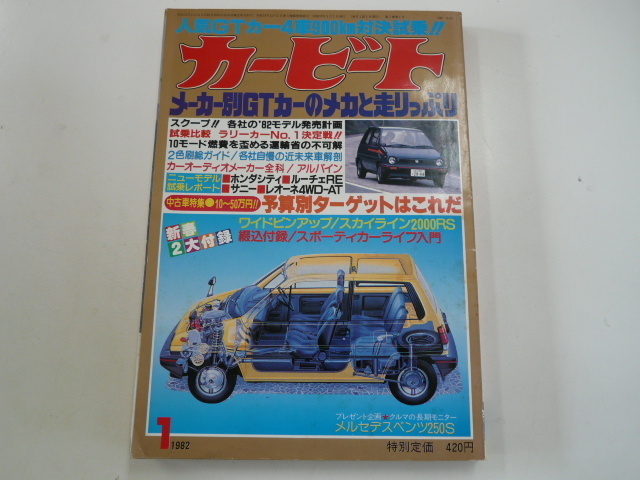 人気GTカー4車900km対決試乗!!
カービート
メーカー別GTカーのメカと走りっぷり
スクープ!! 各社の'82モデル発売計画
試乗比較 ラリーカーNo.1決定戦!!
10モード燃費を歪める運輸省の不可解
2色刷線ガイド/各社自慢の近未来車解剖
カーオーディオメーカー全科/アルパイン
ニューモデル試乗レポート
■ホンダシティ■ルーチェRE
■サニー■レオーネ4WD-AT
中古車特集●10〜50万円!! 予算別ターゲットはこれだ
新春2大付録
ワイドピンアップ/スカイライン2000RS
綴込付録/スポーティカーライフ入門
プレゼント企画✚クルマの長期モニター
メルセデスベンツ250S
1
1982
特別定価 420円